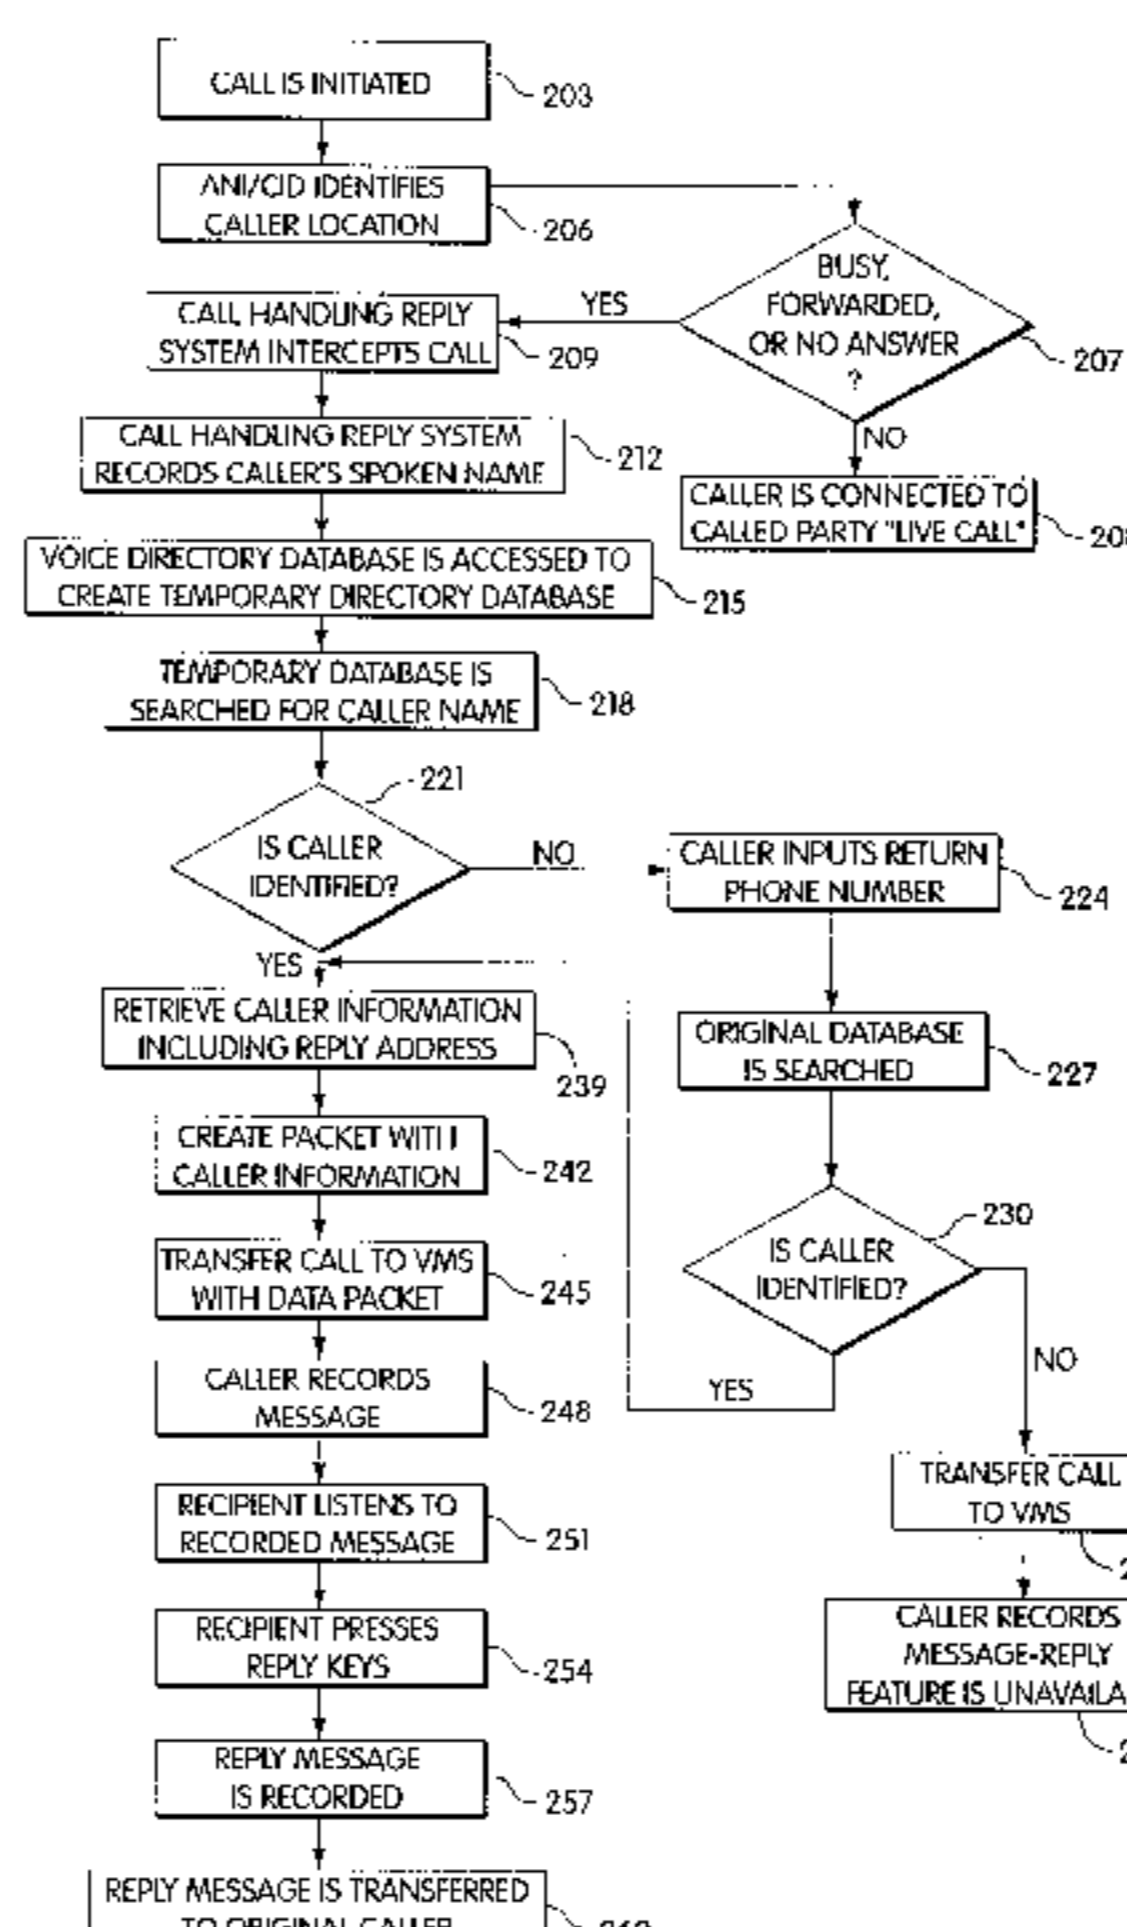 CALL IS INITIATED
203
ANI/CID IDENTIFIES
CALLER LOCATION
206
BUSY,
FORWARDED,
OR NO ANSWER
?
207
YES
NO
CALL HANDLING REPLY
SYSTEM INTERCEPTS CALL
209
CALLER IS CONNECTED TO
CALLED PARTY "LIVE CALL"
CALL HANDLING REPLY SYSTEM
RECORDS CALLER'S SPOKEN NAME
212
VOICE DIRECTORY DATABASE IS ACCESSED TO
CREATE TEMPORARY DIRECTORY DATABASE
215
TEMPORARY DATABASE IS
SEARCHED FOR CALLER NAME
218
221
IS CALLER
IDENTIFIED?
NO
YES
CALLER INPUTS RETURN
PHONE NUMBER
224
RETRIEVE CALLER INFORMATION
INCLUDING REPLY ADDRESS
239
ORIGINAL DATABASE
IS SEARCHED
227
CREATE PACKET WITH
CALLER INFORMATION
242
230
IS CALLER
IDENTIFIED?
YES
NO
TRANSFER CALL TO VMS
WITH DATA PACKET
245
CALLER RECORDS
MESSAGE
248
TRANSFER CALL
TO VMS
RECIPIENT LISTENS TO
RECORDED MESSAGE
251
CALLER RECORDS
MESSAGE-REPLY
FEATURE IS
RECIPIENT PRESSES
REPLY KEYS
254
REPLY MESSAGE
IS RECORDED
257
REPLY MESSAGE IS TRANSFERRED
TO ORIGINAL CALLER